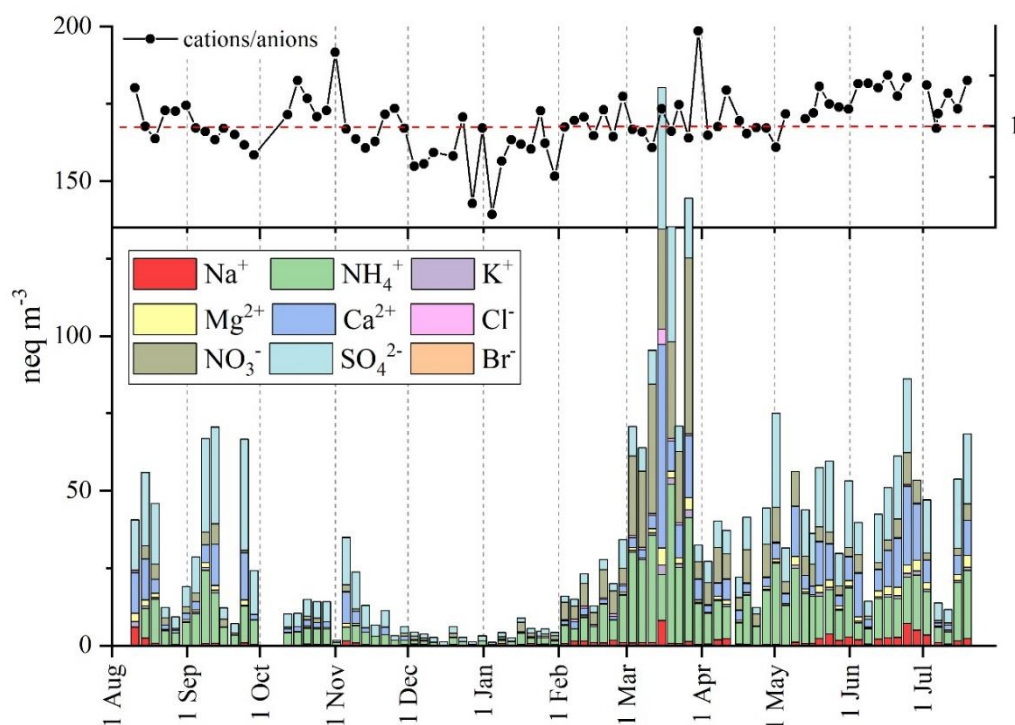 200
cations/anions
1
150
Na⁺ NH₄⁺ K⁺
Mg²⁺ Ca²⁺ Cl⁻
NO₃⁻ SO₄²⁻ Br⁻
neq m⁻³
100
50
0
1 Aug 1 Sep 1 Oct 1 Nov 1 Dec 1 Jan 1 Feb 1 Mar 1 Apr 1 May 1 Jun 1 Jul